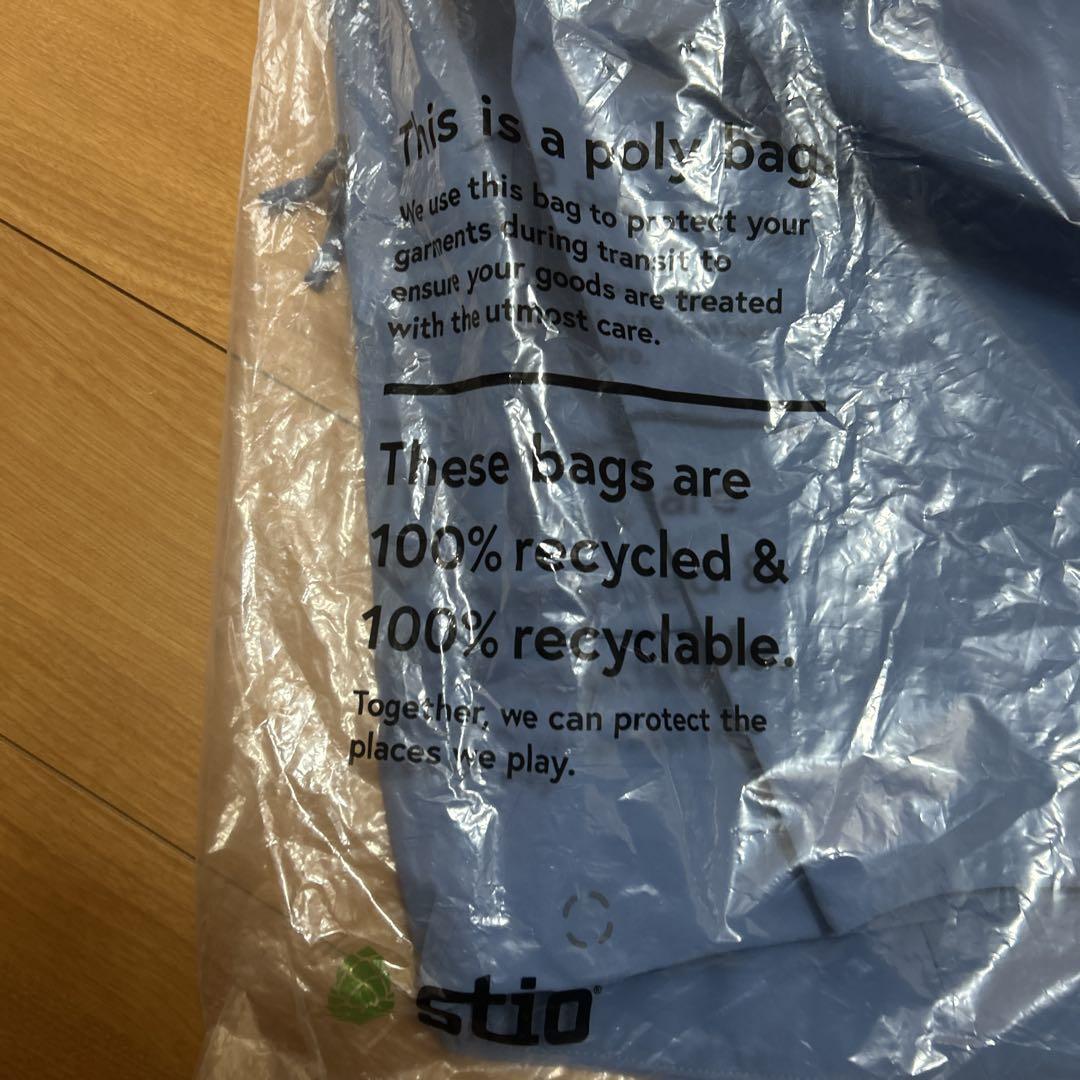 This is a poly bag.
We use this bag to protect your
garments during transit to
ensure your goods are treated
with the utmost care.
These bags are
100% recycled &
100% recyclable.
Together, we can protect the
places we play.
stio®